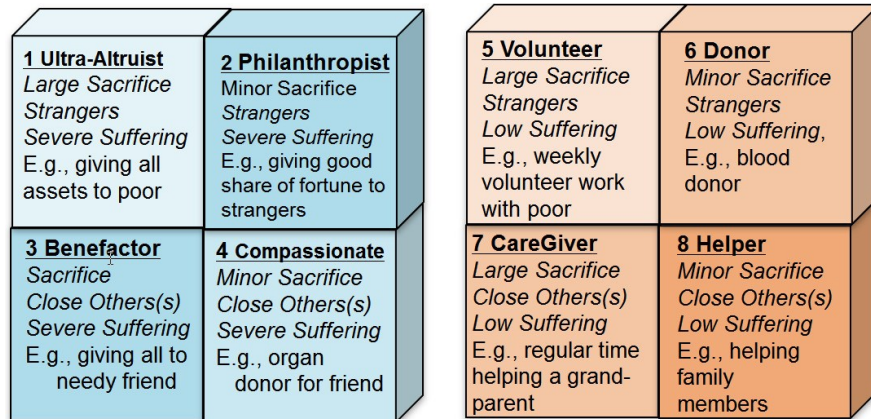 1 Ultra-Altruist
Large Sacrifice
Strangers
Severe Suffering
E.g., giving all
assets to poor
2 Philanthropist
Minor Sacrifice
Strangers
Severe Suffering
E.g., giving good
share of fortune to
strangers
3 Benefactor
Sacrifice
Close Others(s)
Severe Suffering
E.g., giving all to
needy friend
4 Compassionate
Minor Sacrifice
Close Others(s)
Severe Suffering
E.g., organ
donor for friend
5 Volunteer
Large Sacrifice
Strangers
Low Suffering
E.g., weekly
volunteer work
with poor
6 Donor
Minor Sacrifice
Strangers
Low Suffering,
E.g., blood
donor
7 CareGiver
Large Sacrifice
Close Others(s)
Low Suffering
E.g., regular time
helping a grand-
parent
8 Helper
Minor Sacrifice
Close Others(s)
Low Suffering
E.g., helping
family
members